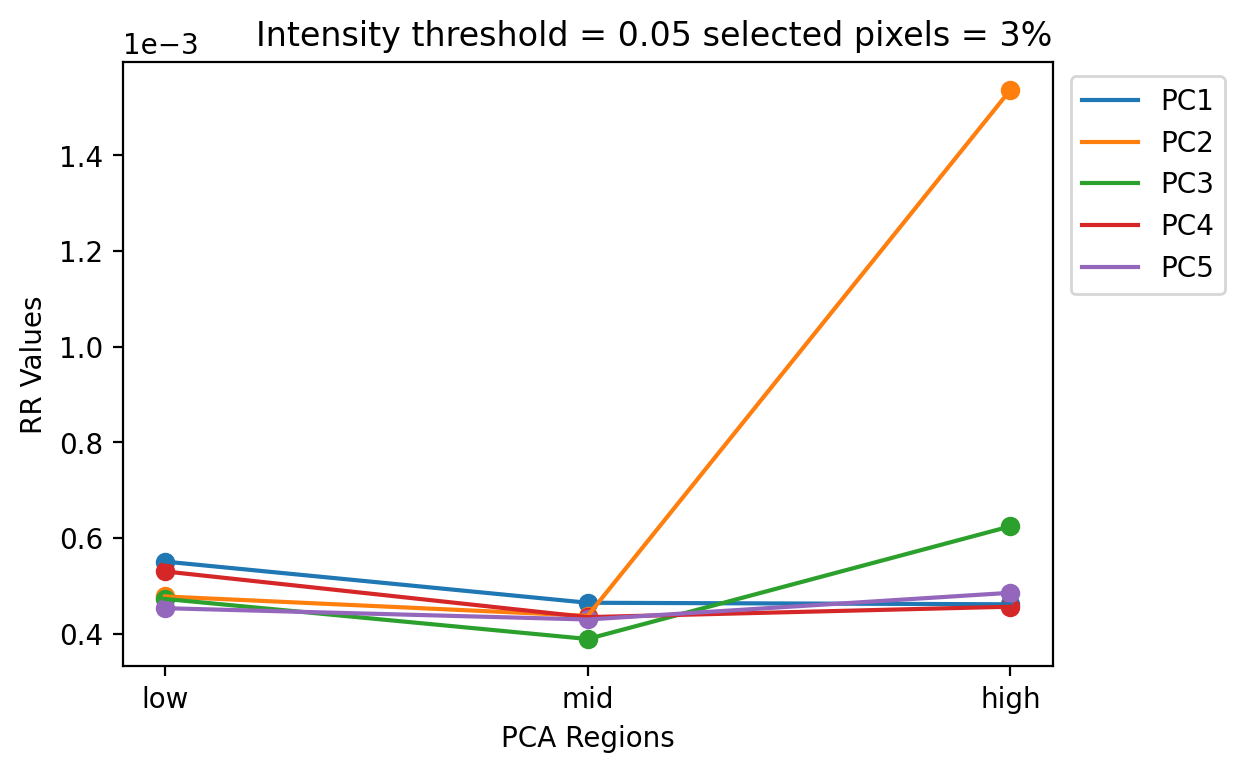 Intensity threshold = 0.05 selected pixels = 3%
1e−3
1.4
1.2
1.0
0.8
0.6
0.4
RR Values
low
mid
high
PCA Regions
PC1
PC2
PC3
PC4
PC5